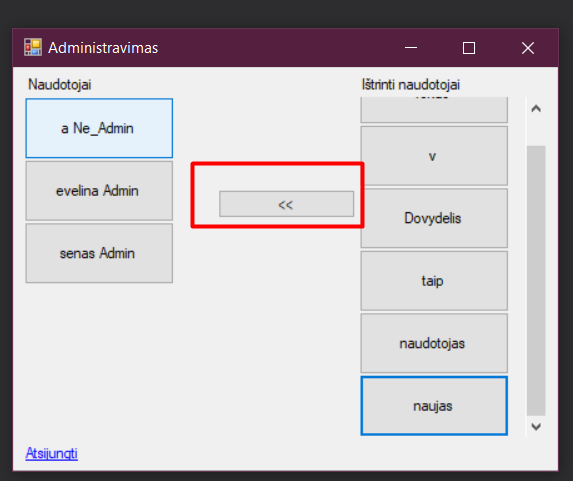 Administravimas
Naudotojai
Ištrinti naudotojai
a Ne_Admin
evelina Admin
senas Admin
<<
v
Dovydelis
taip
naudotojas
naujas
Atsijungti